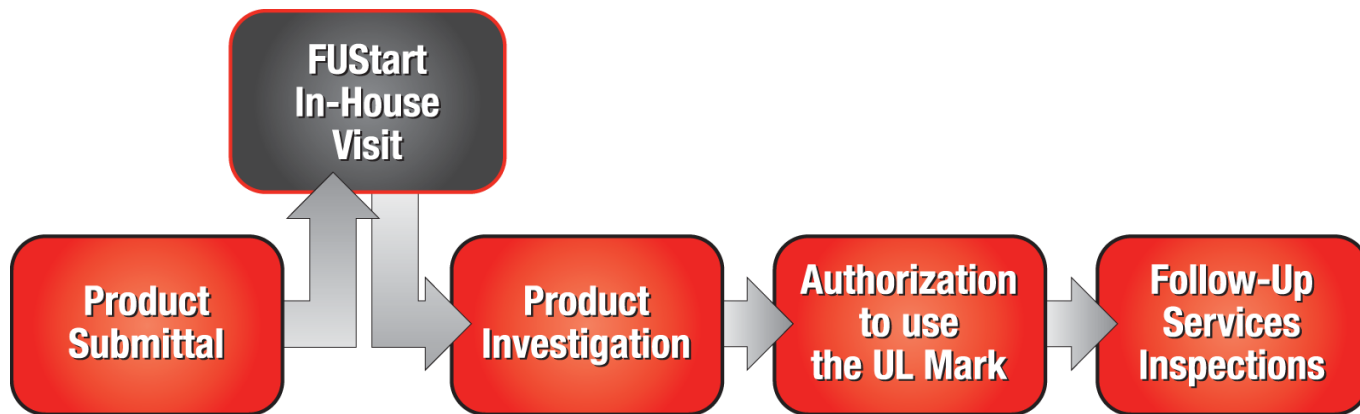 FUStart
In-House
Visit
Product
Submittal
Product
Investigation
Authorization
to use
the UL Mark
Follow-Up
Services
Inspections